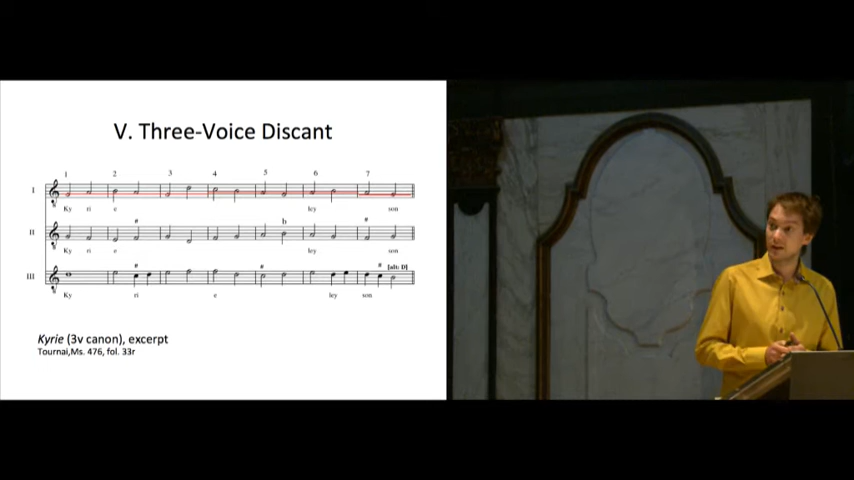 V. Three-Voice Discant
1 2 3 4 5 6 7
I
Ky ri e ley son
II
b
Ky ri e ley son
III
[alt: D]
Ky ri e ley son
Kyrie (3v canon), excerpt
Tournai,Ms. 476, fol. 33r